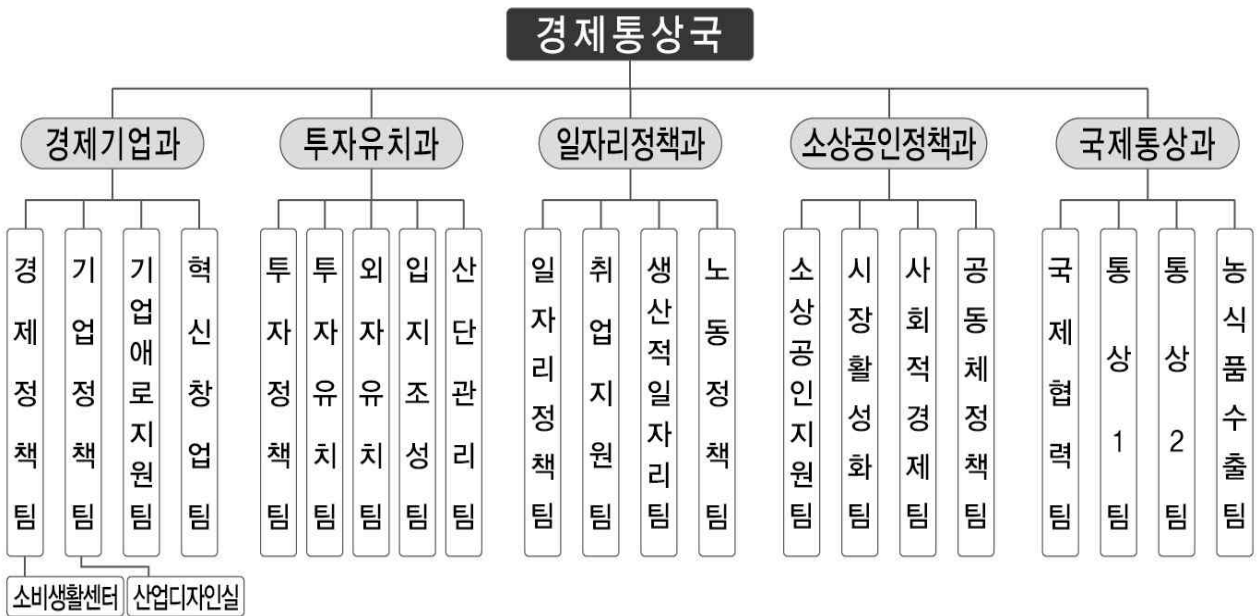 경제통상국
경제기업과
투자유치과
일자리정책과
소상공인정책과
국제통상과
경제정책팀
기업정책팀
기업애로지원팀
혁신창업팀
투자정책팀
투자유치팀
외자유치팀
입지조성팀
산단관리팀
일자리정책팀
취업지원팀
생산적일자리팀
노동정책팀
소상공인지원팀
시장활성화팀
사회적경제팀
공동체정책팀
국제협력팀
통상1팀
통상2팀
농식품수출팀
소비생활센터
산업디자인실